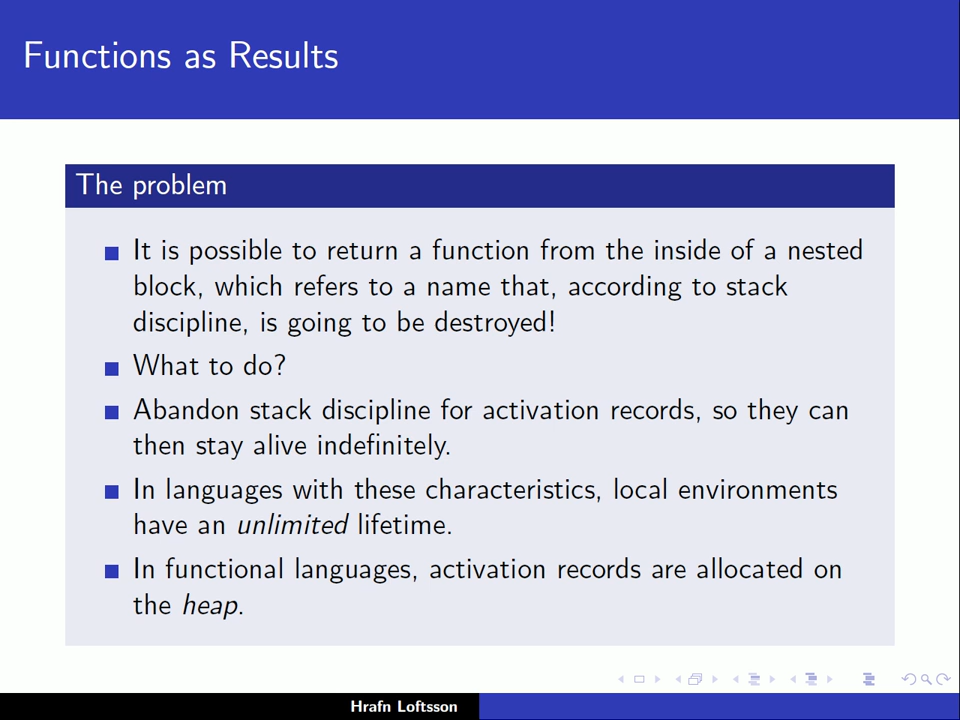 Functions as Results
The problem
It is possible to return a function from the inside of a nested
block, which refers to a name that, according to stack
discipline, is going to be destroyed!
What to do?
Abandon stack discipline for activation records, so they can
then stay alive indefinitely.
In languages with these characteristics, local environments
have an unlimited lifetime.
In functional languages, activation records are allocated on
the heap.
Hrafn Loftsson